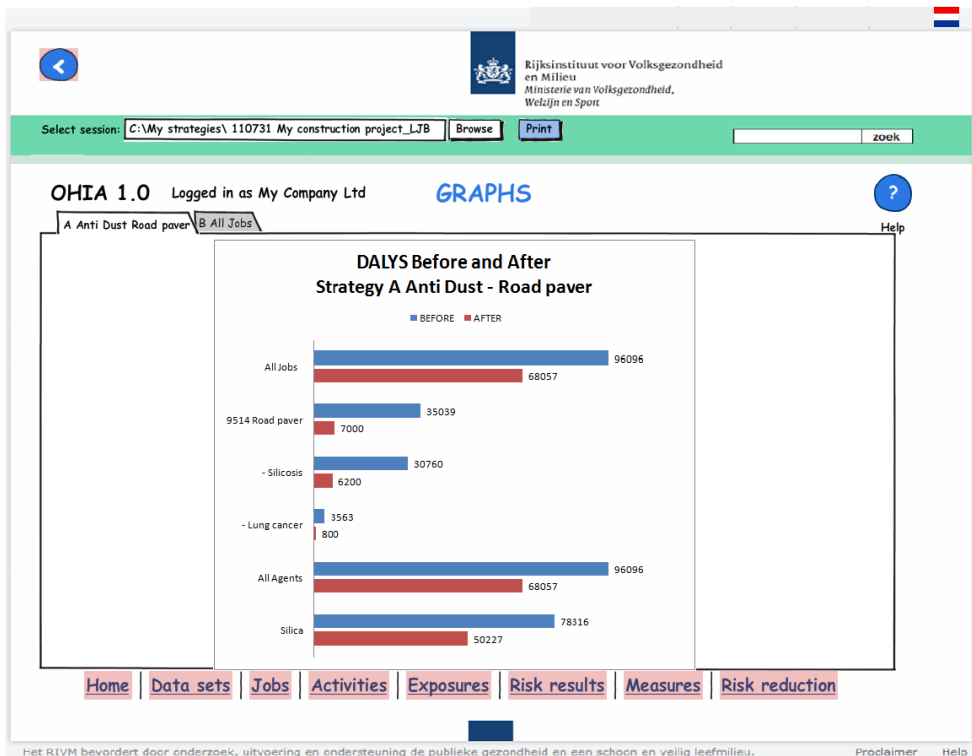 Rijksinstituut voor Volksgezondheid
en Milieu
Ministerie van Volksgezondheid,
Welzijn en Sport
Select session: C:\My strategies\ 110731 My construction project_LJB Browse Print zoek
OHIA 1.0 Logged in as My Company Ltd GRAPHS ?
Help
A Anti Dust Road paver B All Jobs
DALYS Before and After
Strategy A Anti Dust - Road paver
BEFORE AFTER
All Jobs 96096
68057
9514 Road paver 35039
7000
- Silicosis 30760
6200
- Lung cancer 3563
800
All Agents 96096
68057
Silica 78316
50227
Home | Data sets | Jobs | Activities | Exposures | Risk results | Measures | Risk reduction
Het RIVM bevordert door onderzoek, uitvoering en ondersteuning de publieke gezondheid en een schoon en veilig leefmilieu. Proclaimer Help